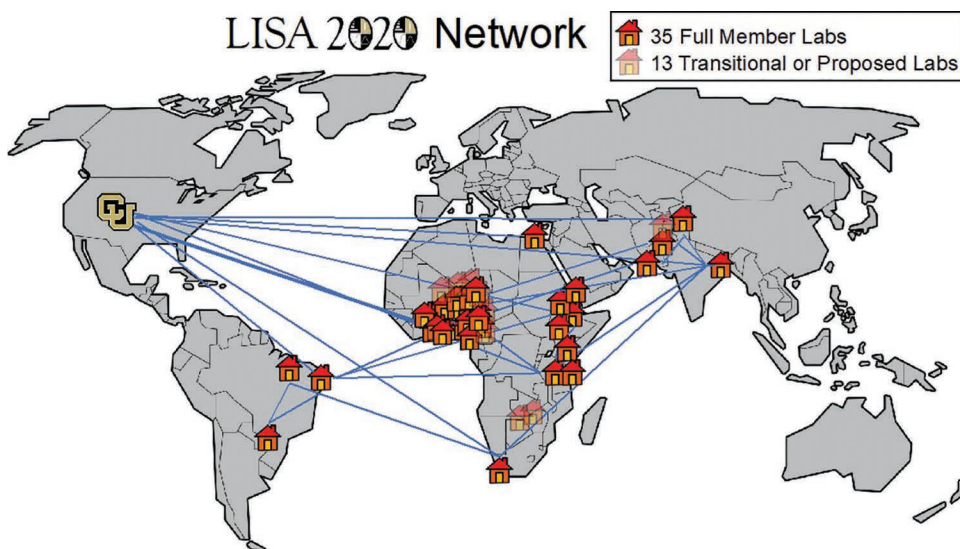 LISA 2020 Network
35 Full Member Labs
13 Transitional or Proposed Labs
CU